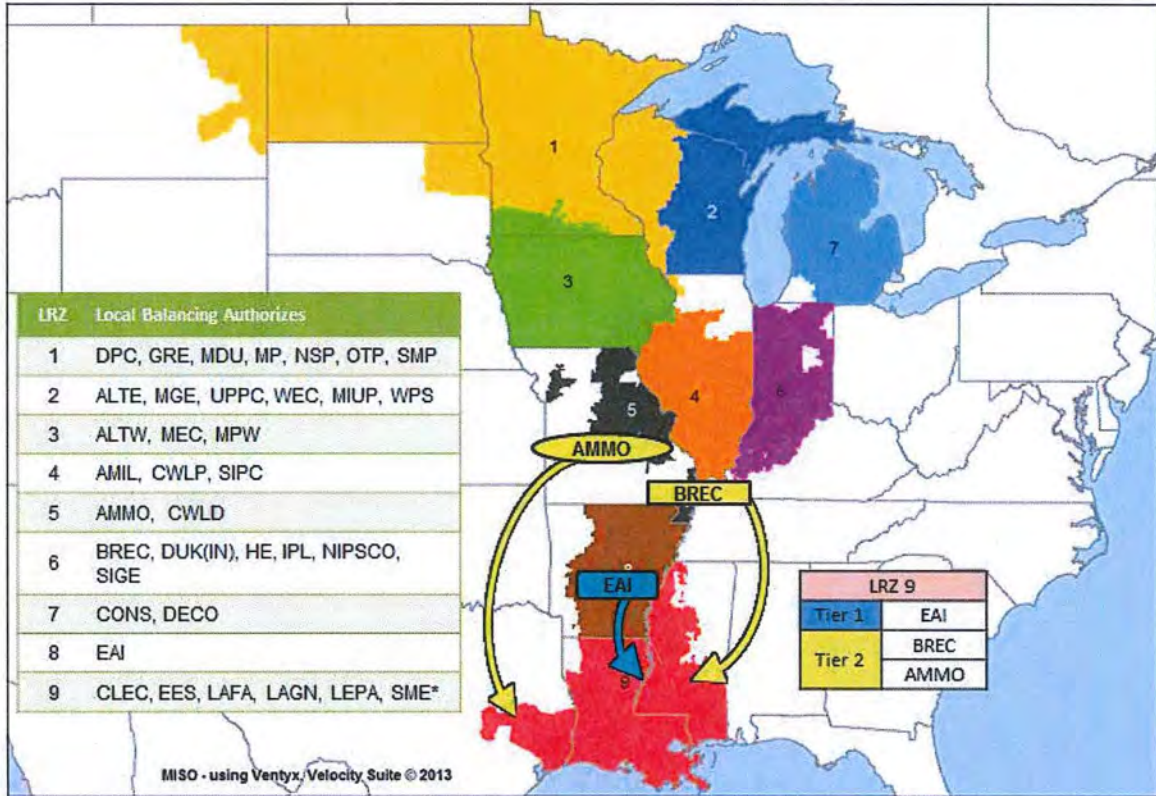 1
2
7
3
4
6
5
AMMO
BREC
8
EAI
9
LRZ Local Balancing Authorizes
1 DPC, GRE, MDU, MP, NSP, OTP, SMP
2 ALTE, MGE, UPPC, WEC, MIUP, WPS
3 ALTW, MEC, MPW
4 AMIL, CWLP, SIPC
5 AMMO, CWLD
6 BREC, DUK(IN), HE, IPL, NIPSCO,
SIGE
7 CONS, DECO
8 EAI
9 CLEC, EES, LAFA, LAGN, LEPA, SME*
LRZ 9
Tier 1 EAI
Tier 2 BREC
AMMO
MISO - using Ventyx, Velocity Suite © 2013